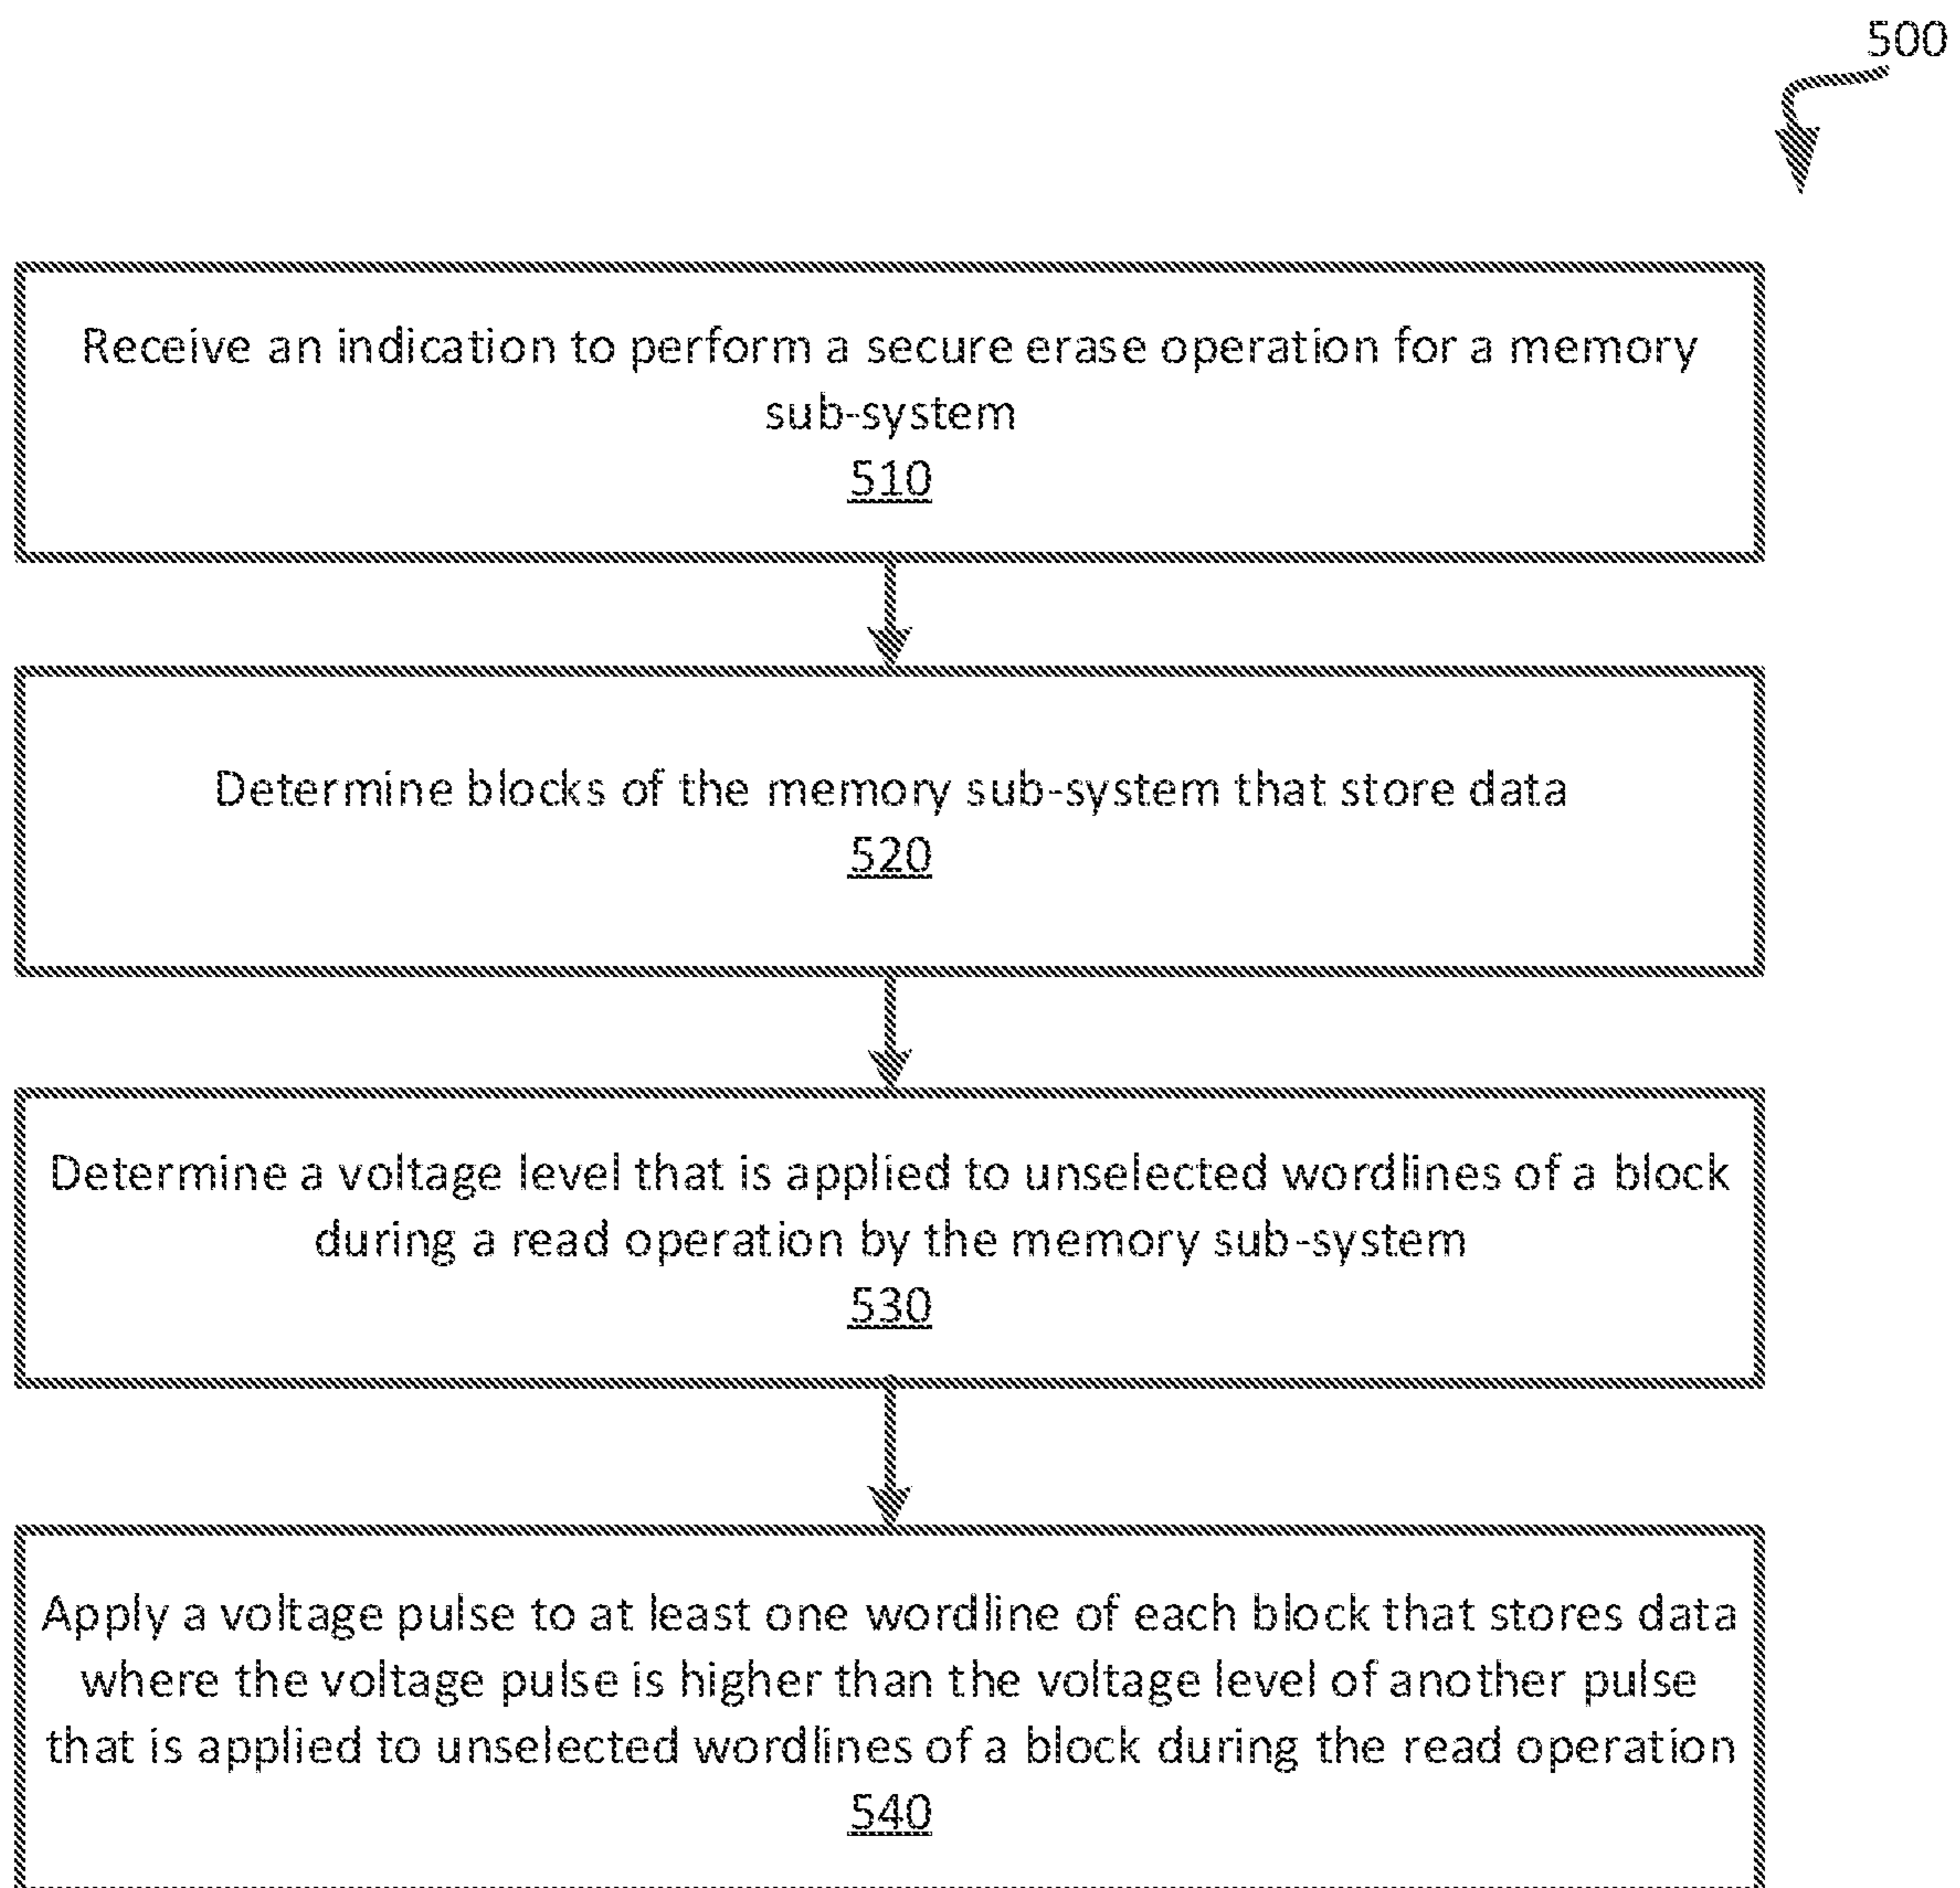 500
Receive an indication to perform a secure erase operation for a memory
sub-system
510
Determine blocks of the memory sub-system that store data
520
Determine a voltage level that is applied to unselected wordlines of a block
during a read operation by the memory sub-system
530
Apply a voltage pulse to at least one wordline of each block that stores data
where the voltage pulse is higher than the voltage level of another pulse
that is applied to unselected wordlines of a block during the read operation
540